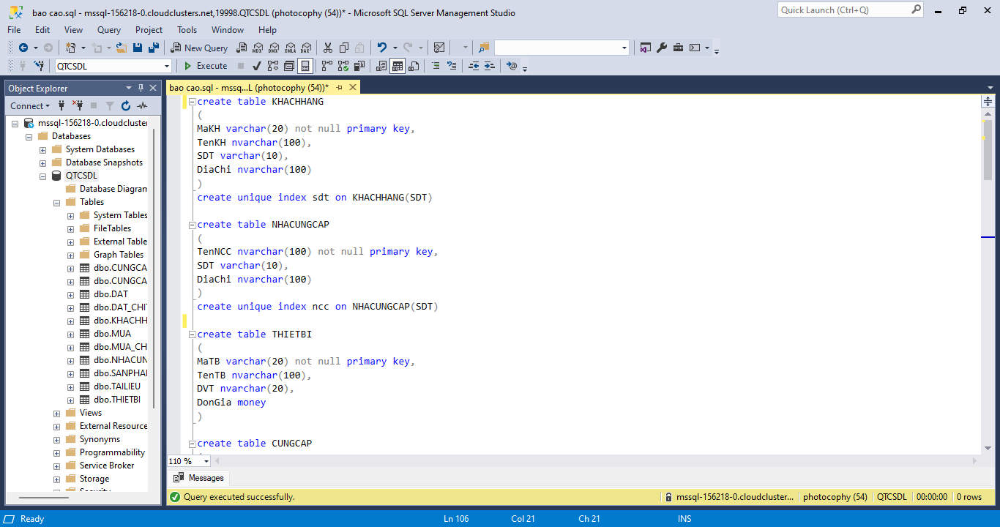 bao cao.sql - mssql-156218-0.cloudclusters.net,19998.QTCSDL (photocophy (54))* - Microsoft SQL Server Management Studio
Quick Launch (Ctrl+Q)
File Edit View Query Project Tools Window Help
New Query MDX DMX XMLA DAX
QTCSDL Execute
Object Explorer
bao cao.sql - mssq...L (photocophy (54))*
Connect
mssql-156218-0.cloudcluster
Databases
System Databases
Database Snapshots
QTCSDL
Database Diagram
Tables
System Tables
FileTables
External Table
Graph Tables
dbo.CUNGCA
dbo.CUNGCA
dbo.DAT
dbo.DAT_CHIT
dbo.KHACHH
dbo.MUA
dbo.MUA_CH
dbo.NHACUN
dbo.SANPHA
dbo.TAILIEU
dbo.THIETBI
Views
External Resource
Synonyms
Programmability
Service Broker
Storage
Security
create table KHACHHANG
(
MaKH varchar(20) not null primary key,
TenKH nvarchar(100),
SDT varchar(10),
DiaChi nvarchar(100)
)
create unique index sdt on KHACHHANG(SDT)
create table NHACUNGCAP
(
TenNCC nvarchar(100) not null primary key,
SDT varchar(10),
DiaChi nvarchar(100)
)
create unique index ncc on NHACUNGCAP(SDT)
create table THIETBI
(
MaTB varchar(20) not null primary key,
TenTB nvarchar(100),
DVT nvarchar(20),
DonGia money
)
create table CUNGCAP
110 %
Messages
Query executed successfully.
mssql-156218-0.cloudcluster... photocophy (54) QTCSDL 00:00:00 0 rows
Ready Ln 106 Col 21 Ch 21 INS